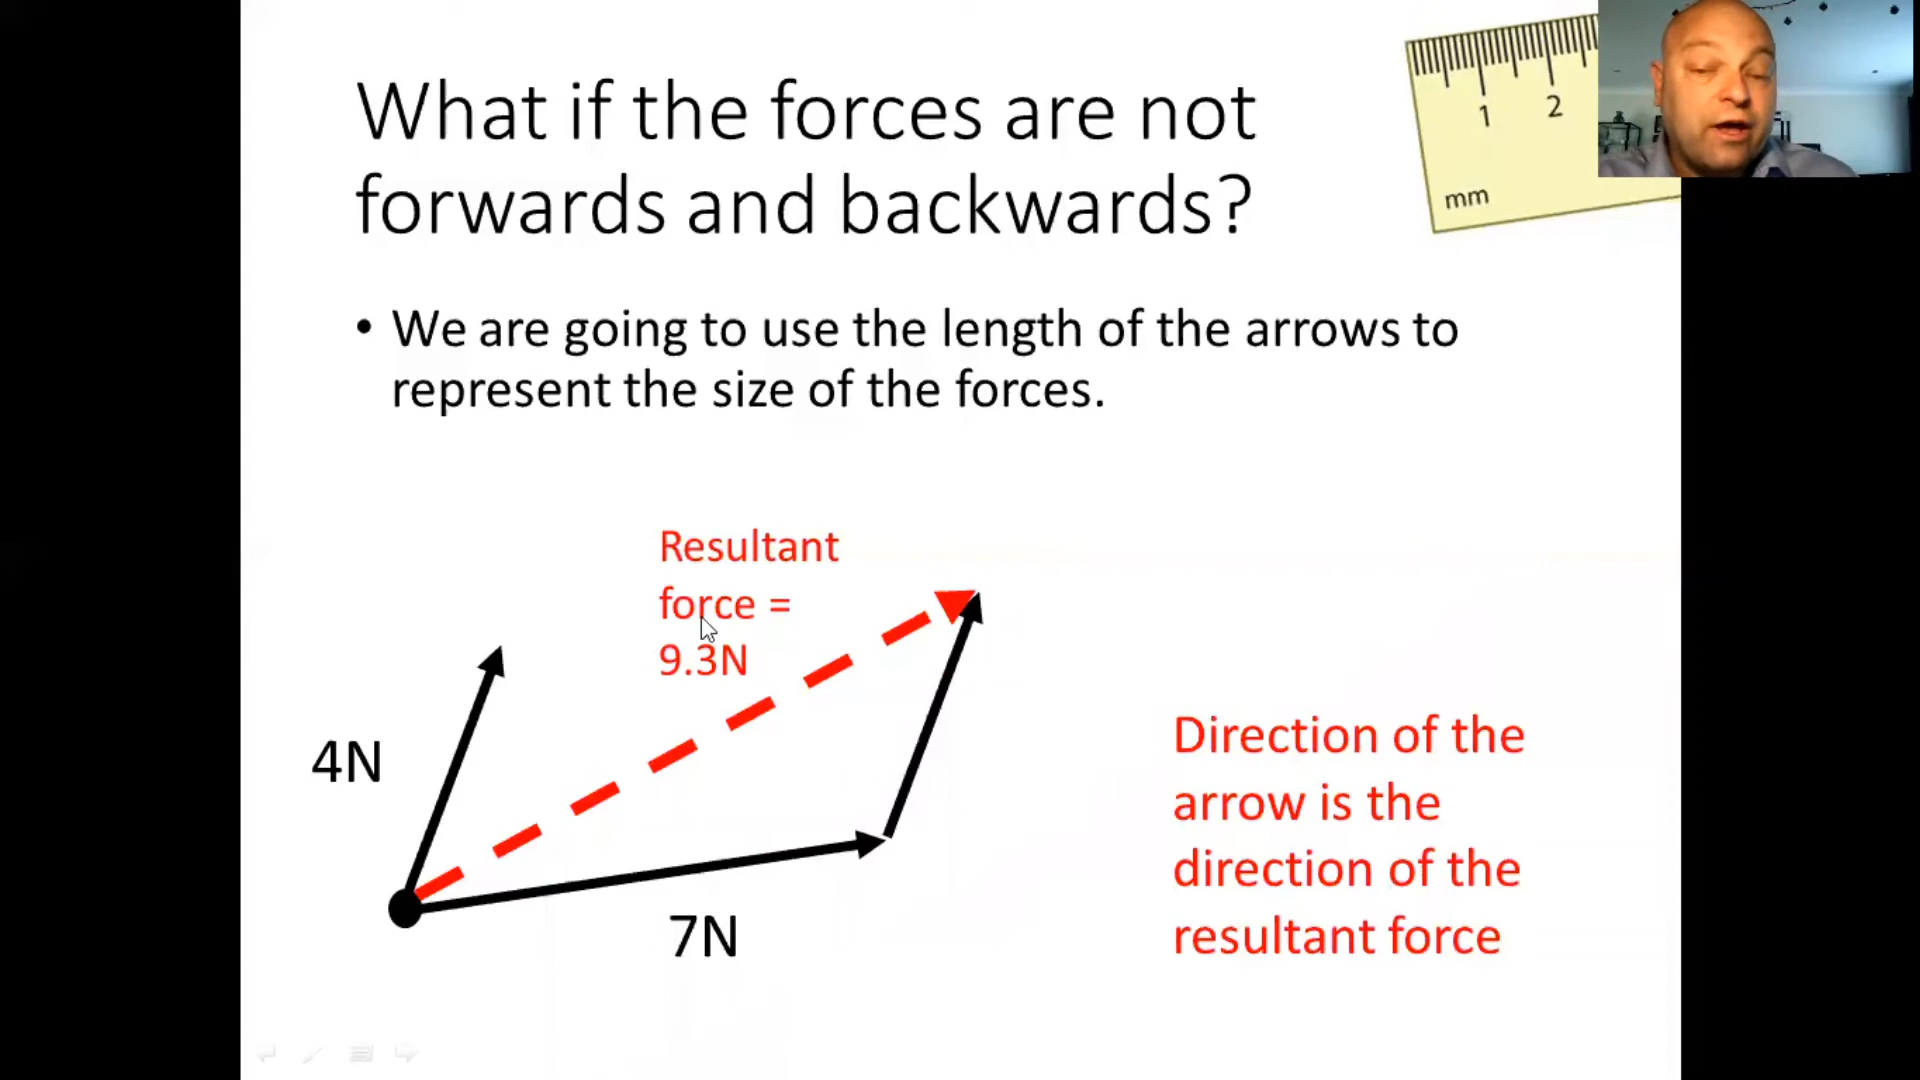 What if the forces are not
forwards and backwards?
1 2
mm
• We are going to use the length of the arrows to
represent the size of the forces.
Resultant
force =
9.3N
4N
7N
Direction of the
arrow is the
direction of the
resultant force